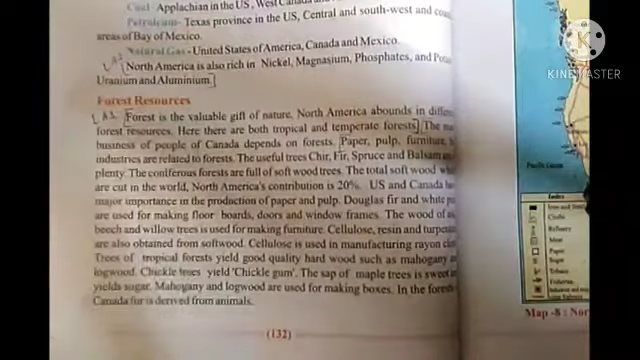 Coal- Applachian in the US, West Canada and
Petroleum- Texas province in the US, Central and south-west and
areas of Bay of Mexico.
Natural Gas - United States of America, Canada and Mexico.
North America is also rich in Nickel, Magnasium, Phosphates, and
Uranium and Aluminium
Forest Resources
Forest is the valuable gift of nature. North America abounds in
forest resources. Here there are both tropical and temperate forests. The
business of people of Canada depends on forests. Paper, pulp, furniture,
industries are related to forests. The useful trees Chir, Fir, Spruce and Balsam
plenty. The coniferous forests are full of soft wood trees. The total soft wood
are cut in the world, North America's contribution is 20%. US and Canada
major importance in the production of paper and pulp. Douglas fir and white
are used for making floor boards, doors and window frames. The wood of
beech and willow trees is used for making furniture. Cellulose, resin and
are also obtained from softwood. Cellulose is used in manufacturing rayon
Trees of tropical forests yield good quality hard wood such as mahogany
logwood. Chickle trees yield 'Chickle gum'. The sap of maple trees is sweet
yields sugar. Mahogany and logwood are used for making boxes. In the
Canada fur is derived from animals.
(132)
KINEMASTER
Pacific Ocean
Index
Refinery
Paper
Sugar
Tobacco
Map -8 : Nor